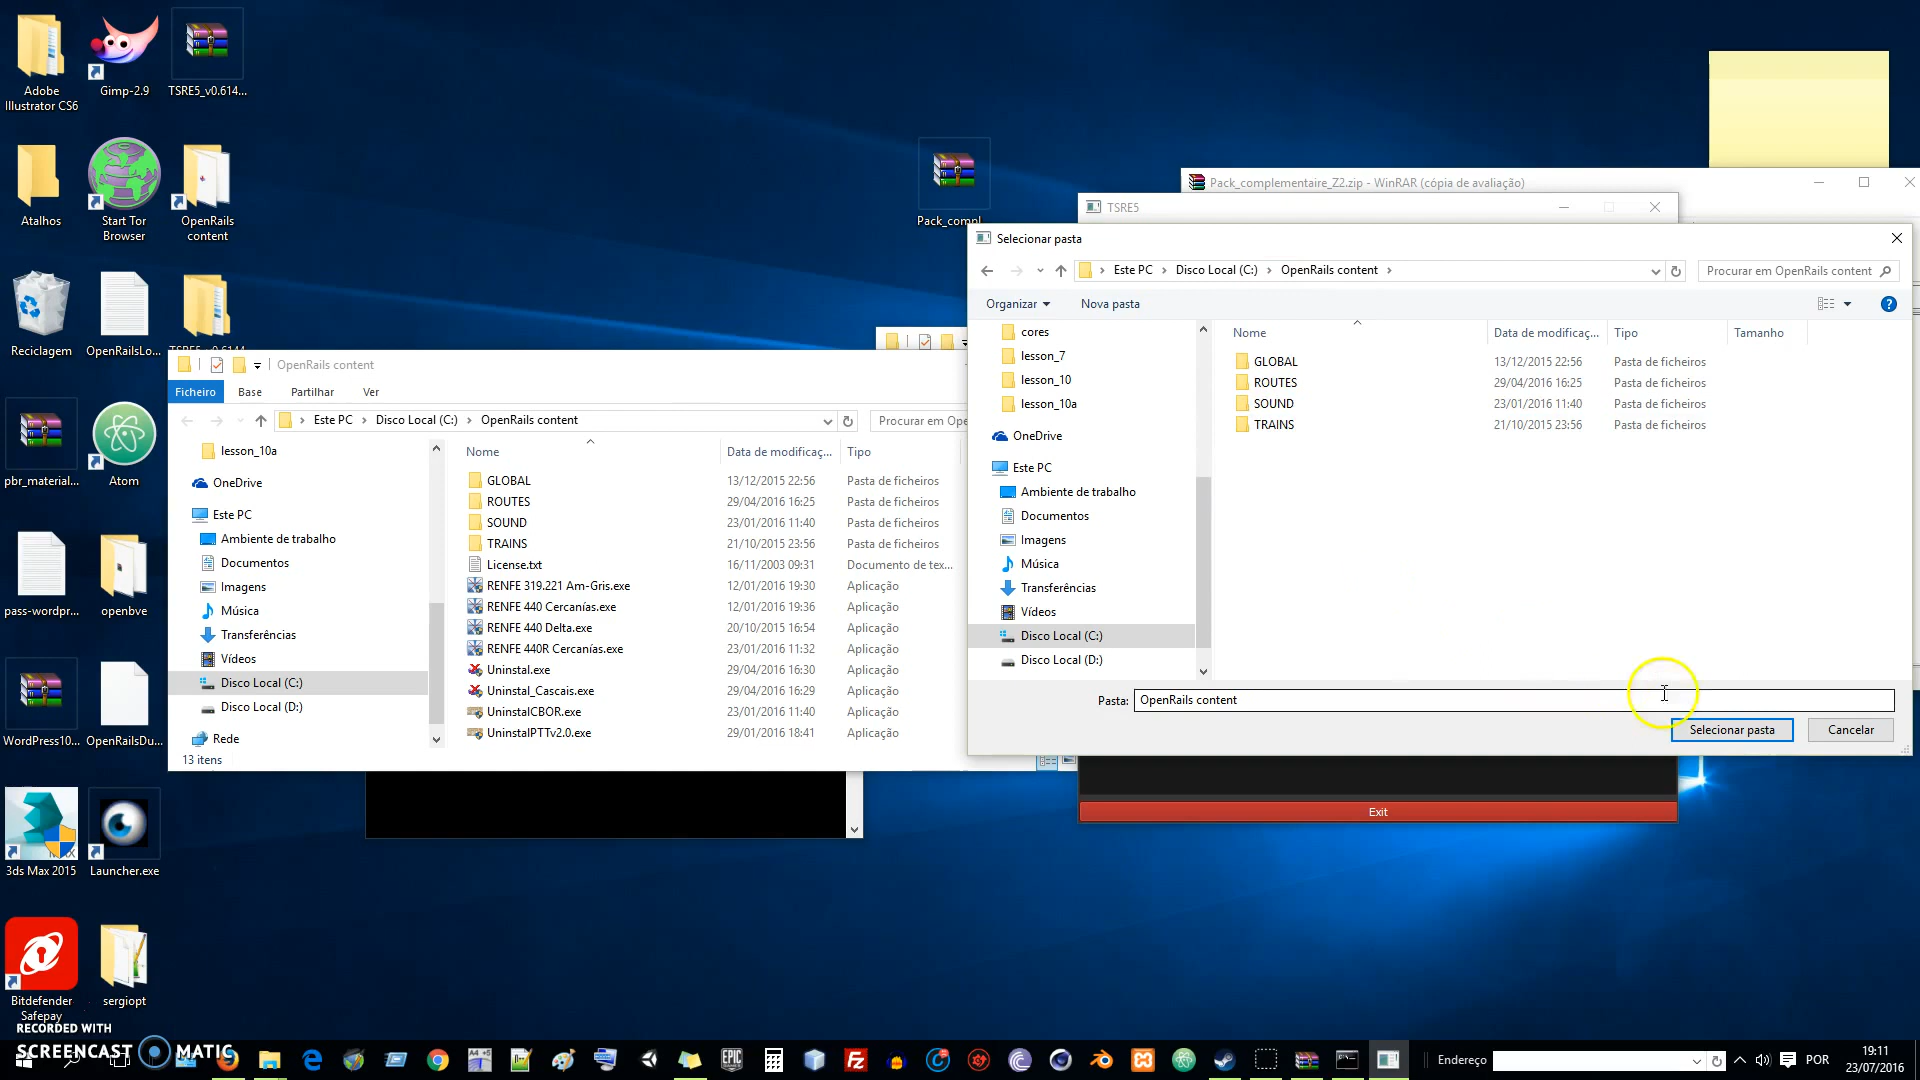 Adobe
Illustrator CS6
Gimp-2.9
TSRE5_v0.614...
Atalhos
Start Tor
Browser
OpenRails
content
Reciclagem
OpenRailsLo...
pbr_material...
Atom
pass-wordpr...
openbve
WordPress10...
OpenRailsDu...
3ds Max 2015
Launcher.exe
Bitdefender
Safepay
sergiopt
Pack_compl...
Pack_complementaire_Z2.zip - WinRAR (cópia de avaliação)
TSRE5
Selecionar pasta
Este PC > Disco Local (C:) > OpenRails content >
Procurar em OpenRails content
Organizar
Nova pasta
cores
lesson_7
lesson_10
lesson_10a
OneDrive
Este PC
Ambiente de trabalho
Documentos
Imagens
Música
Transferências
Vídeos
Disco Local (C:)
Disco Local (D:)
Nome Data de modificaç... Tipo Tamanho
GLOBAL 13/12/2015 22:56 Pasta de ficheiros
ROUTES 29/04/2016 16:25 Pasta de ficheiros
SOUND 23/01/2016 11:40 Pasta de ficheiros
TRAINS 21/10/2015 23:56 Pasta de ficheiros
Pasta: OpenRails content
Selecionar pasta
Cancelar
Exit
OpenRails content
Ficheiro Base Partilhar Ver
Este PC > Disco Local (C:) > OpenRails content
Procurar em Ope
lesson_10a
OneDrive
Este PC
Ambiente de trabalho
Documentos
Imagens
Música
Transferências
Vídeos
Disco Local (C:)
Disco Local (D:)
Rede
13 itens
Nome Data de modificaç... Tipo
GLOBAL 13/12/2015 22:56 Pasta de ficheiros
ROUTES 29/04/2016 16:25 Pasta de ficheiros
SOUND 23/01/2016 11:40 Pasta de ficheiros
TRAINS 21/10/2015 23:56 Pasta de ficheiros
License.txt 16/11/2003 09:31 Documento de tex...
RENFE 319.221 Am-Gris.exe 12/01/2016 19:30 Aplicação
RENFE 440 Cercanías.exe 12/01/2016 19:36 Aplicação
RENFE 440 Delta.exe 20/10/2015 16:54 Aplicação
RENFE 440R Cercanías.exe 23/01/2016 11:32 Aplicação
Uninstal.exe 29/04/2016 16:30 Aplicação
Uninstal_Cascais.exe 29/04/2016 16:29 Aplicação
UninstalCBOR.exe 23/01/2016 11:40 Aplicação
UninstalPTTv2.0.exe 29/01/2016 18:41 Aplicação
RECORDED WITH
SCREENCAST MATIC
Endereço
POR
19:11
23/07/2016